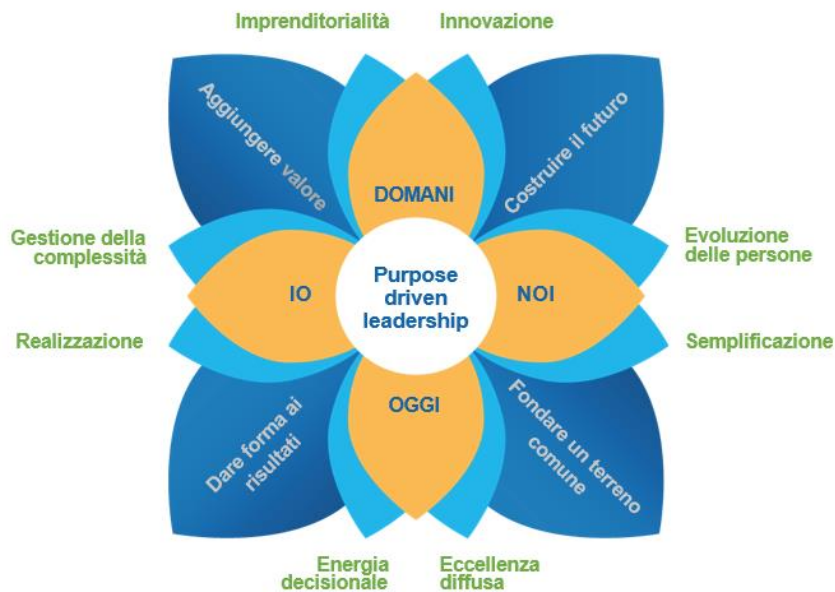 Imprenditorialità
Innovazione
Aggiungere valore
Costruire il futuro
DOMANI
Gestione della
complessità
Evoluzione
delle persone
IO
Purpose
driven
leadership
NOI
Realizzazione
Semplificazione
OGGI
Dare forma ai
risultati
Fondare un terreno
comune
Energia
decisionale
Eccellenza
diffusa